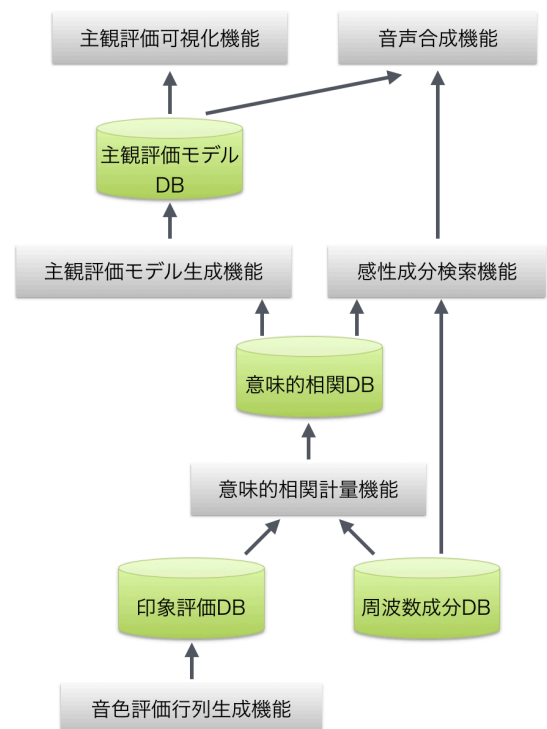 主観評価可視化機能
音声合成機能
主観評価モデル
DB
主観評価モデル生成機能
感性成分検索機能
意味的相関DB
意味的相関計量機能
印象評価DB
周波数成分DB
音色評価行列生成機能